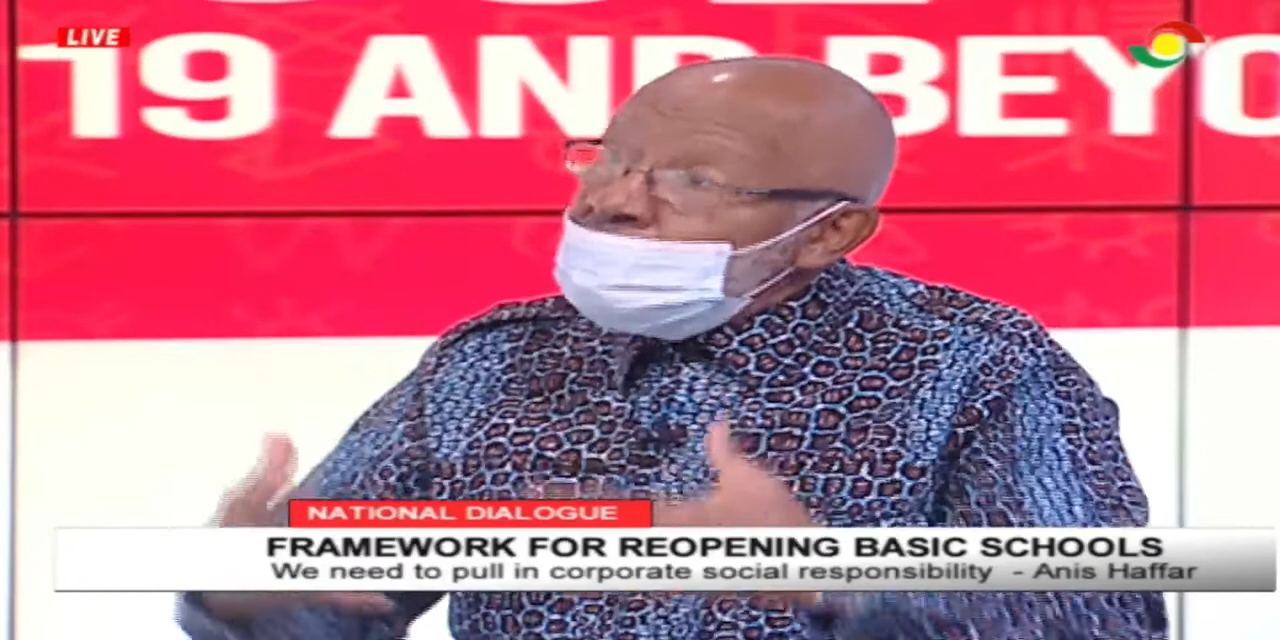 LIVE
19 AND BEYO
NATIONAL DIALOGUE
FRAMEWORK FOR REOPENING BASIC SCHOOLS
We need to pull in corporate social responsibility - Anis Haffar